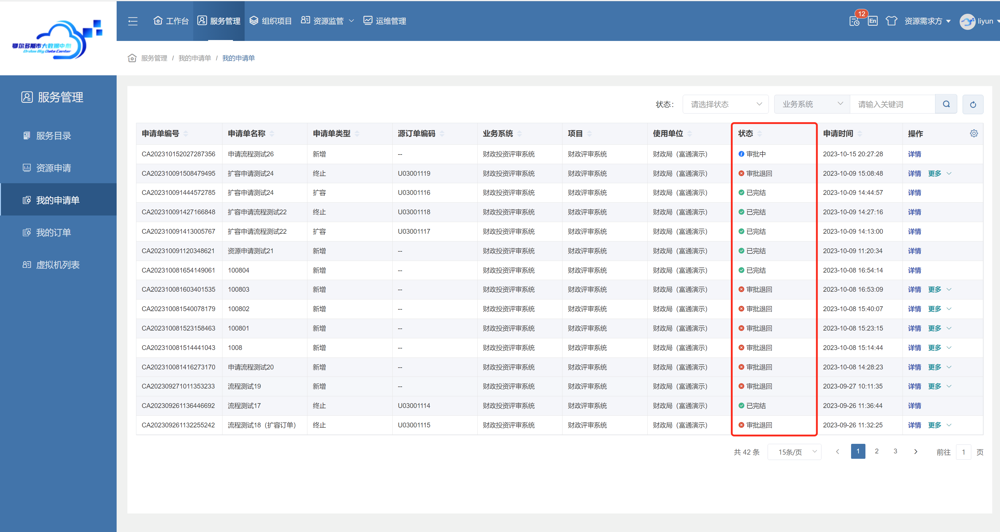 鄂尔多斯市大数据中心
Ordos Big Data Center
工作台 服务管理 组织项目 资源监管 运维管理 12 En 资源需求方 liyun
服务管理 / 我的申请单 / 我的申请单
服务管理
服务目录
资源申请
我的申请单
我的订单
虚拟机列表
状态： 请选择状态 业务系统 请输入关键词
申请单编号 申请单名称 申请单类型 源订单编码 业务系统 项目 使用单位 状态 申请时间 操作
CA202310152027287356 申请流程测试26 新增 -- 财政投资评审系统 财政评审系统 财政局（富通演示） 审批中 2023-10-15 20:27:28 详情
CA202310091508479495 扩容申请测试24 终止 U03001119 财政投资评审系统 财政评审系统 财政局（富通演示） 审批退回 2023-10-09 15:08:48 详情 更多
CA202310091444572785 扩容申请测试24 扩容 U03001116 财政投资评审系统 财政评审系统 财政局（富通演示） 已完结 2023-10-09 14:44:57 详情
CA202310091427166848 扩容申请流程测试22 终止 U03001118 财政投资评审系统 财政评审系统 财政局（富通演示） 已完结 2023-10-09 14:27:16 详情
CA202310091413005767 扩容申请流程测试22 扩容 U03001117 财政投资评审系统 财政评审系统 财政局（富通演示） 已完结 2023-10-09 14:13:00 详情
CA202310091120348621 资源申请测试21 新增 -- 财政投资评审系统 财政评审系统 财政局（富通演示） 已完结 2023-10-09 11:20:34 详情
CA202310081654149061 100804 新增 -- 财政投资评审系统 财政评审系统 财政局（富通演示） 已完结 2023-10-08 16:54:14 详情
CA202310081603401535 100803 新增 -- 财政投资评审系统 财政评审系统 财政局（富通演示） 审批退回 2023-10-08 16:53:09 详情 更多
CA202310081540078179 100802 新增 -- 财政投资评审系统 财政评审系统 财政局（富通演示） 审批退回 2023-10-08 15:40:07 详情 更多
CA202310081523158463 100801 新增 -- 财政投资评审系统 财政评审系统 财政局（富通演示） 审批退回 2023-10-08 15:23:15 详情 更多
CA202310081514441043 1008 新增 -- 财政投资评审系统 财政评审系统 财政局（富通演示） 审批退回 2023-10-08 15:14:44 详情 更多
CA202310081416273170 申请流程测试20 新增 -- 财政投资评审系统 财政评审系统 财政局（富通演示） 审批退回 2023-10-08 14:28:23 详情 更多
CA202309271011353233 流程测试19 新增 -- 财政投资评审系统 财政评审系统 财政局（富通演示） 审批退回 2023-09-27 10:11:35 详情 更多
CA202309261136446692 流程测试17 终止 U03001114 财政投资评审系统 财政评审系统 财政局（富通演示） 已完结 2023-09-26 11:36:44 详情
CA202309261132255242 流程测试18（扩容订单） 终止 U03001115 财政投资评审系统 财政评审系统 财政局（富通演示） 审批退回 2023-09-26 11:32:25 详情 更多
共 42 条 15条/页 1 2 3 前往 1 页